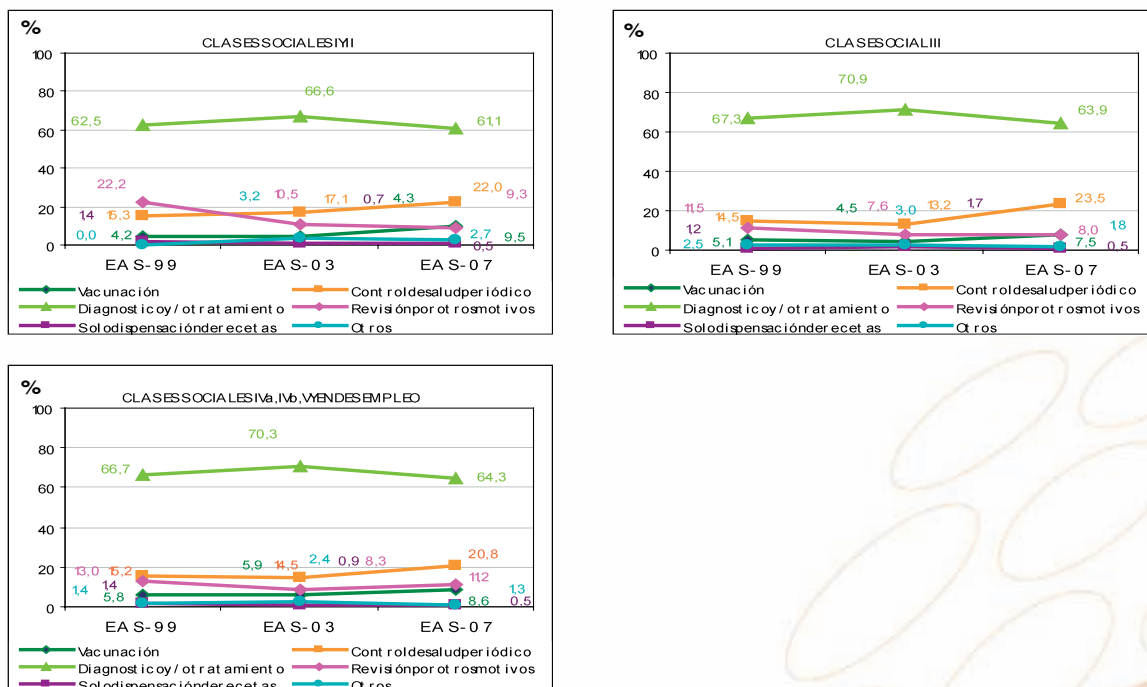 %
CLASES SOCIALES I Y II
100
80
60
40
20
0
62,5
66,6
61,1
22,2
3,2
10,5
17,1
0,7
4,3
22,0
9,3
1,4
15,3
0,0
4,2
2,7
0,5
9,5
EAS-99
EAS-03
EAS-07
Vacunación
Control de salud periódico
Diagnostico y/o tratamiento
Revisión por otros motivos
Solo dispensación de recetas
Otros
%
CLASE SOCIAL III
100
80
60
40
20
0
67,3
70,9
63,9
11,5
14,5
4,5
7,6
3,0
13,2
1,7
23,5
1,2
2,5
5,1
8,0
1,8
7,5
0,5
EAS-99
EAS-03
EAS-07
Vacunación
Control de salud periódico
Diagnostico y/o tratamiento
Revisión por otros motivos
Solo dispensación de recetas
Otros
%
CLASES SOCIALES IVa, IVb, V Y EN DESEMPLEO
100
80
60
40
20
0
66,7
70,3
64,3
13,0
15,2
5,9
14,5
2,4
0,9
8,3
20,8
1,4
1,4
5,8
11,2
1,3
8,6
0,5
EAS-99
EAS-03
EAS-07
Vacunación
Control de salud periódico
Diagnostico y/o tratamiento
Revisión por otros motivos
Solo dispensación de recetas
Otros